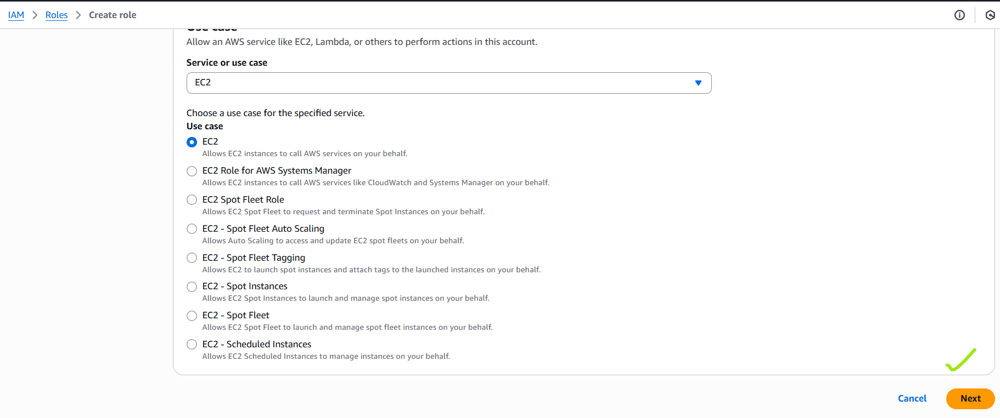 IAM > Roles > Create role
Use case
Allow an AWS service like EC2, Lambda, or others to perform actions in this account.
Service or use case
EC2
Choose a use case for the specified service.
Use case
EC2
Allows EC2 instances to call AWS services on your behalf.
EC2 Role for AWS Systems Manager
Allows EC2 instances to call AWS services like CloudWatch and Systems Manager on your behalf.
EC2 Spot Fleet Role
Allows EC2 Spot Fleet to request and terminate Spot Instances on your behalf.
EC2 - Spot Fleet Auto Scaling
Allows Auto Scaling to access and update EC2 spot fleets on your behalf.
EC2 - Spot Fleet Tagging
Allows EC2 to launch spot instances and attach tags to the launched instances on your behalf.
EC2 - Spot Instances
Allows EC2 Spot Instances to launch and manage spot instances on your behalf.
EC2 - Spot Fleet
Allows EC2 Spot Fleet to launch and manage spot fleet instances on your behalf.
EC2 - Scheduled Instances
Allows EC2 Scheduled Instances to manage instances on your behalf.
Cancel Next